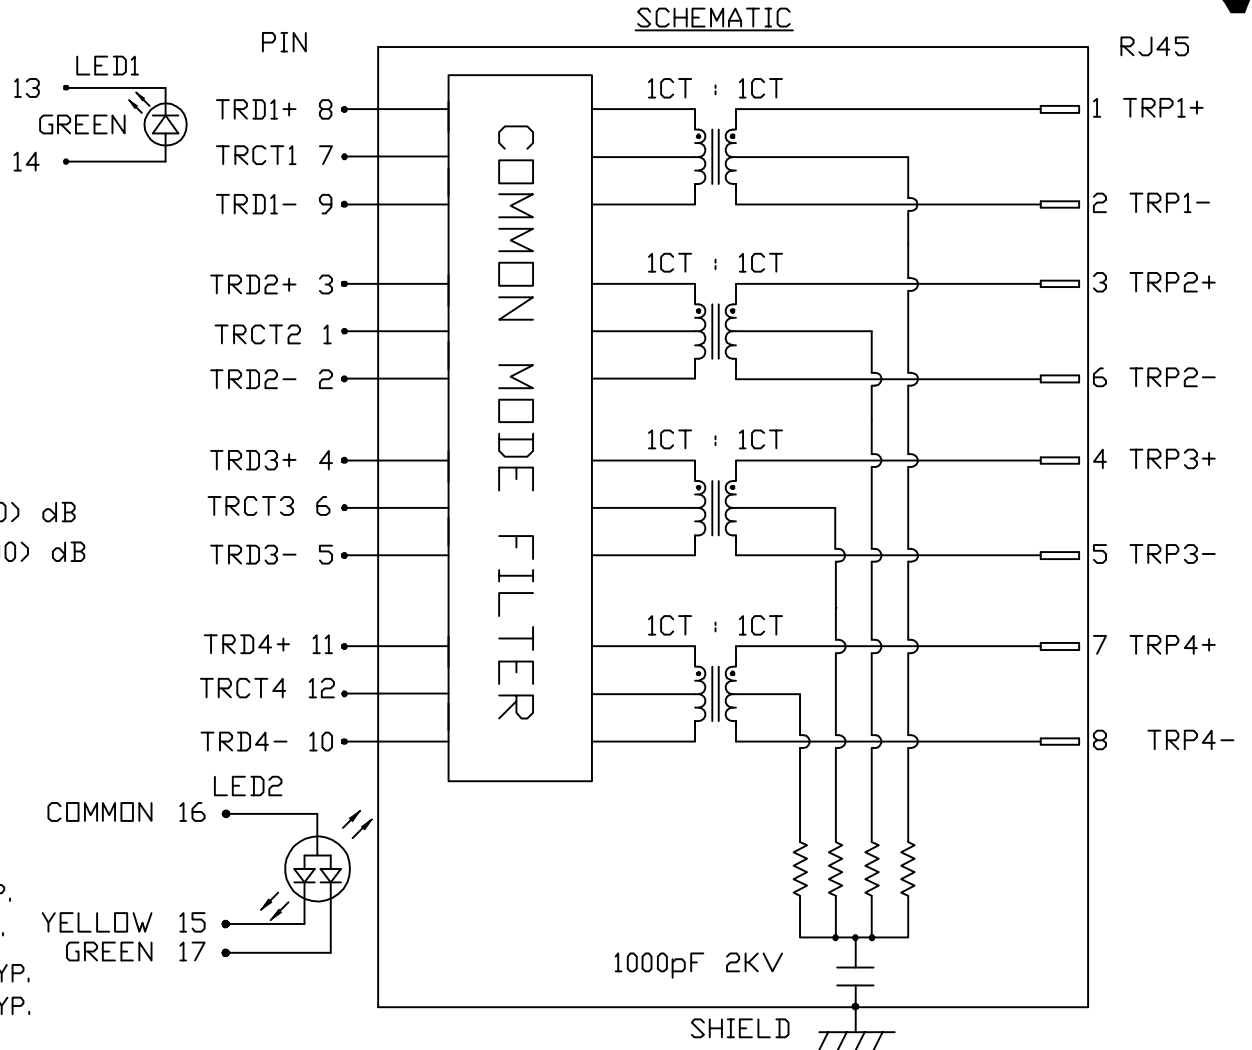 SCHEMATIC
PIN
RJ45
LED1
13
GREEN
14
1CT : 1CT
TRD1+ 8
1 TRP1+
TRCT1 7
TRD1- 9
2 TRP1-
1CT : 1CT
TRD2+ 3
3 TRP2+
TRCT2 1
TRD2- 2
6 TRP2-
1CT : 1CT
TRD3+ 4
4 TRP3+
TRCT3 6
TRD3- 5
5 TRP3-
0) dB
00) dB
1CT : 1CT
TRD4+ 11
7 TRP4+
TRCT4 12
TRD4- 10
8 TRP4-
COMMON MODE FILTER
LED2
COMMON 16
YELLOW 15
GREEN 17
P.
.
YP.
YP.
1000pF 2KV
SHIELD